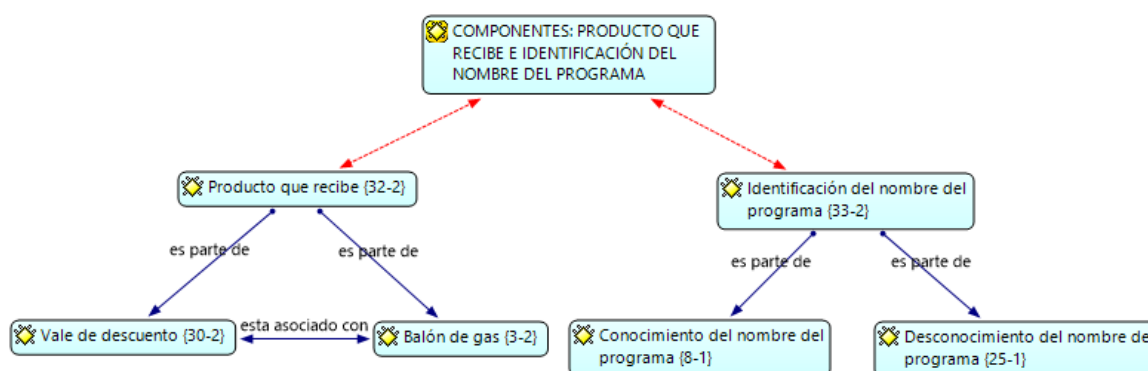 COMPONENTES: PRODUCTO QUE
RECIBE E IDENTIFICACIÓN DEL
NOMBRE DEL PROGRAMA
Producto que recibe {32-2}
Identificación del nombre del
programa {33-2}
es parte de
es parte de
es parte de
es parte de
Vale de descuento {30-2}
esta asociado con
Balón de gas {3-2}
Conocimiento del nombre del
programa {8-1}
Desconocimiento del nombre de
programa {25-1}